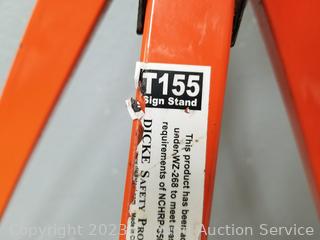 T155
Sign Stand
DICKE SAFETY PRO
This product has been
under WZ-268 to meet
requirements of NCHRP-350
Copyright 2023 Auction Service